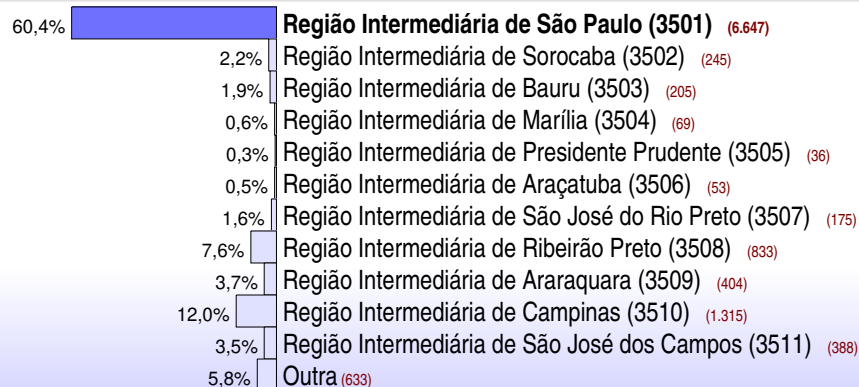 60,4% Região Intermediária de São Paulo (3501) (6.647)
2,2% Região Intermediária de Sorocaba (3502) (245)
1,9% Região Intermediária de Bauru (3503) (205)
0,6% Região Intermediária de Marília (3504) (69)
0,3% Região Intermediária de Presidente Prudente (3505) (36)
0,5% Região Intermediária de Araçatuba (3506) (53)
1,6% Região Intermediária de São José do Rio Preto (3507) (175)
7,6% Região Intermediária de Ribeirão Preto (3508) (833)
3,7% Região Intermediária de Araraquara (3509) (404)
12,0% Região Intermediária de Campinas (3510) (1.315)
3,5% Região Intermediária de São José dos Campos (3511) (388)
5,8% Outra (633)